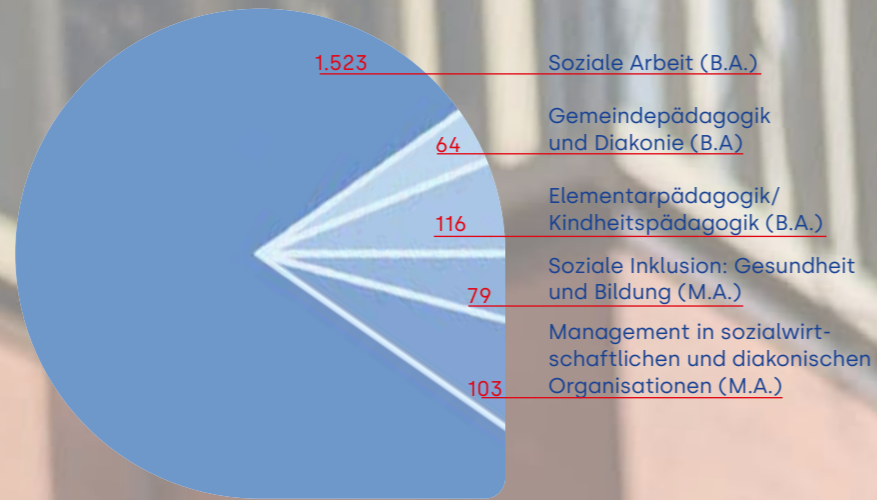 1.523 Soziale Arbeit (B.A.)
Gemeindepädagogik
64 und Diakonie (B.A)
Elementarpädagogik/
116 Kindheitspädagogik (B.A.)
Soziale Inklusion: Gesundheit
79 und Bildung (M.A.)
Management in sozialwirt-
schaftlichen und diakonischen
103 Organisationen (M.A.)